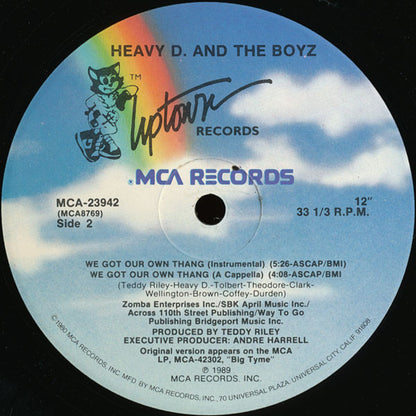 HEAVY D. AND THE BOYZ
TM
Uptown
RECORDS
MCA RECORDS
MCA-23942
(MCA8769)
Side 2
12"
33 1/3 R.P.M.
WE GOT OUR OWN THANG (Instrumental) (5:26-ASCAP/BMI)
WE GOT OUR OWN THANG (A Cappella) (4:08-ASCAP/BMI)
(Teddy Riley-Heavy D.-Tolbert-Theodore-Clark-
Wellington-Brown-Coffey-Durden)
Zomba Enterprises Inc./SBK April Music Inc./
Across 110th Street Publishing/Way To Go
Publishing Bridgeport Music Inc.
PRODUCED BY TEDDY RILEY
EXECUTIVE PRODUCER: ANDRE HARRELL
Original version appears on the MCA
LP, MCA-42302, "Big Tyme"
℗ 1989
MCA RECORDS, INC.
©1980 MCA RECORDS, INC. MFG. BY MCA RECORDS, INC., 70 UNIVERSAL PLAZA, UNIVERSAL CITY, CALIF. 91608